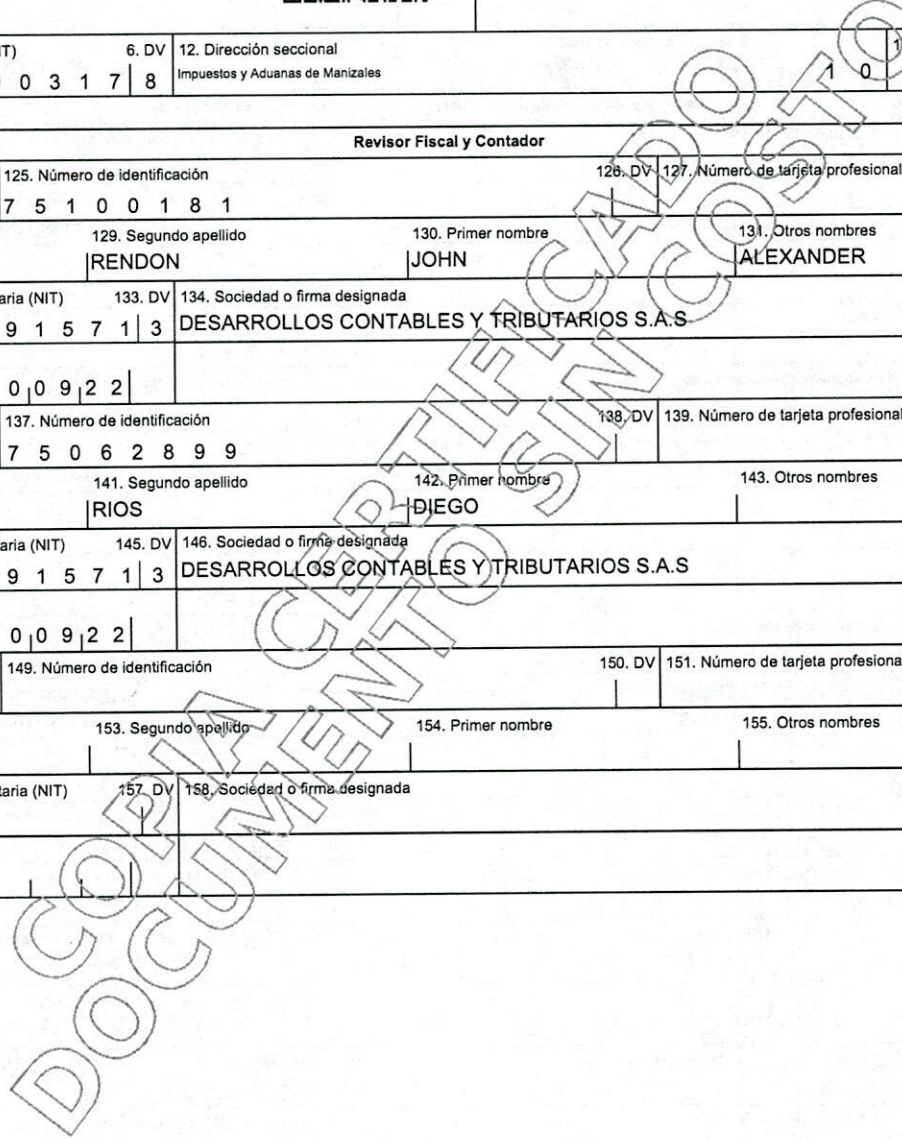 6. DV 12. Dirección seccional
0 3 1 7 8 Impuestos y Aduanas de Manizales 1 0
Revisor Fiscal y Contador
125. Número de identificación 126. DV 127. Número de tarjeta profesional
7 5 1 0 0 1 8 1
129. Segundo apellido 130. Primer nombre 131. Otros nombres
RENDON JOHN ALEXANDER
(NIT) 133. DV 134. Sociedad o firma designada
9 1 5 7 1 3 DESARROLLOS CONTABLES Y TRIBUTARIOS S.A.S
0 0 9 2 2
137. Número de identificación 138. DV 139. Número de tarjeta profesional
7 5 0 6 2 8 9 9
141. Segundo apellido 142. Primer nombre 143. Otros nombres
RIOS DIEGO
(NIT) 145. DV 146. Sociedad o firma designada
9 1 5 7 1 3 DESARROLLOS CONTABLES Y TRIBUTARIOS S.A.S
0 0 9 2 2
149. Número de identificación 150. DV 151. Número de tarjeta profesiona
153. Segundo apellido 154. Primer nombre 155. Otros nombres
(NIT) 157. DV 158. Sociedad o firma designada
COPIA CERTIFICADO
DOCUMENTO SIN COSTO